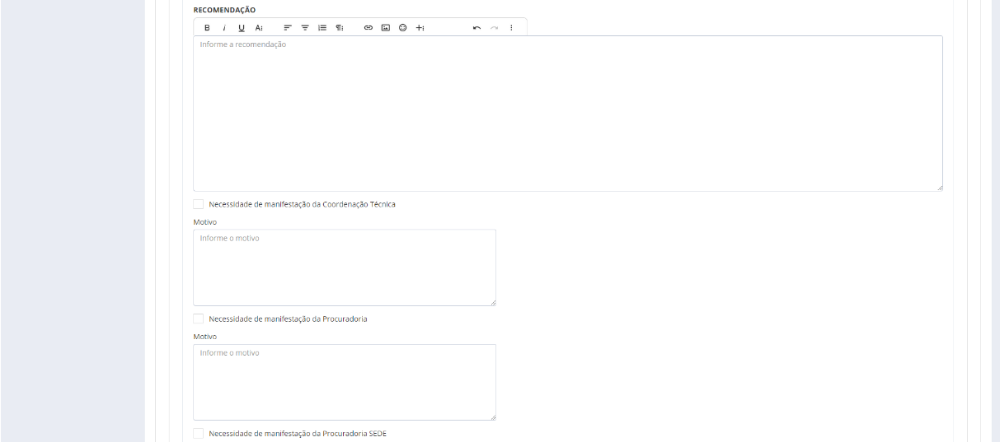 RECOMENDAÇÃO
B i U A
Informe a recomendação
Necessidade de manifestação da Coordenação Técnica
Motivo
Informe o motivo
Necessidade de manifestação da Procuradoria
Motivo
Informe o motivo
Necessidade de manifestação da Procuradoria SEDE